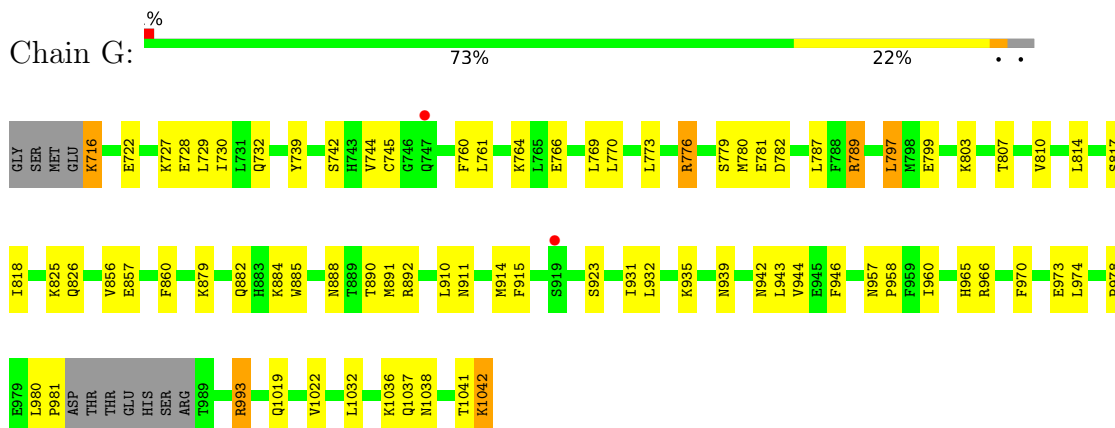 .%
Chain G:
73% 22% • •
GLY SER MET GLU K716 E722 K727 E728 L729 I730 L731 Q732 Y739 S742 H743 V744 C745 G746 Q747 F760 L761 K764 L765 E766 L769 L770 L773 R776 S779 M780 E781 D782 L787 F788 R789 L797 M798 E799 K803 T807 V810 L814 S817
I818 K825 Q826 V856 E857 F860 K879 Q882 H883 K884 W885 N888 T889 T890 M891 R892 L910 N911 M914 F915 S919 S923 I931 L932 K935 N939 N942 L943 V944 E945 F946 N957 P958 F959 I960 H965 R966 F970 E973 L974
E979 L980 P981 ASP THR THR GLU HIS SER ARG T989 R993 Q1019 V1022 L1032 K1036 Q1037 N1038 T1041 K1042